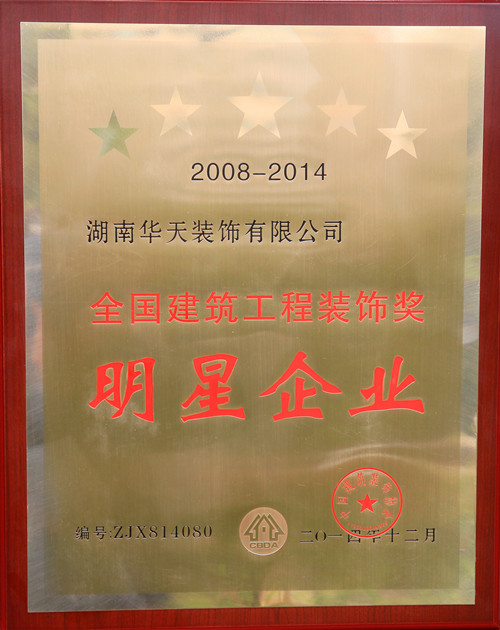 2008-2014
湖南华天装饰有限公司
全国建筑工程装饰奖
明星企业
编号:ZJX814080
CBDA
二〇一四年十二月